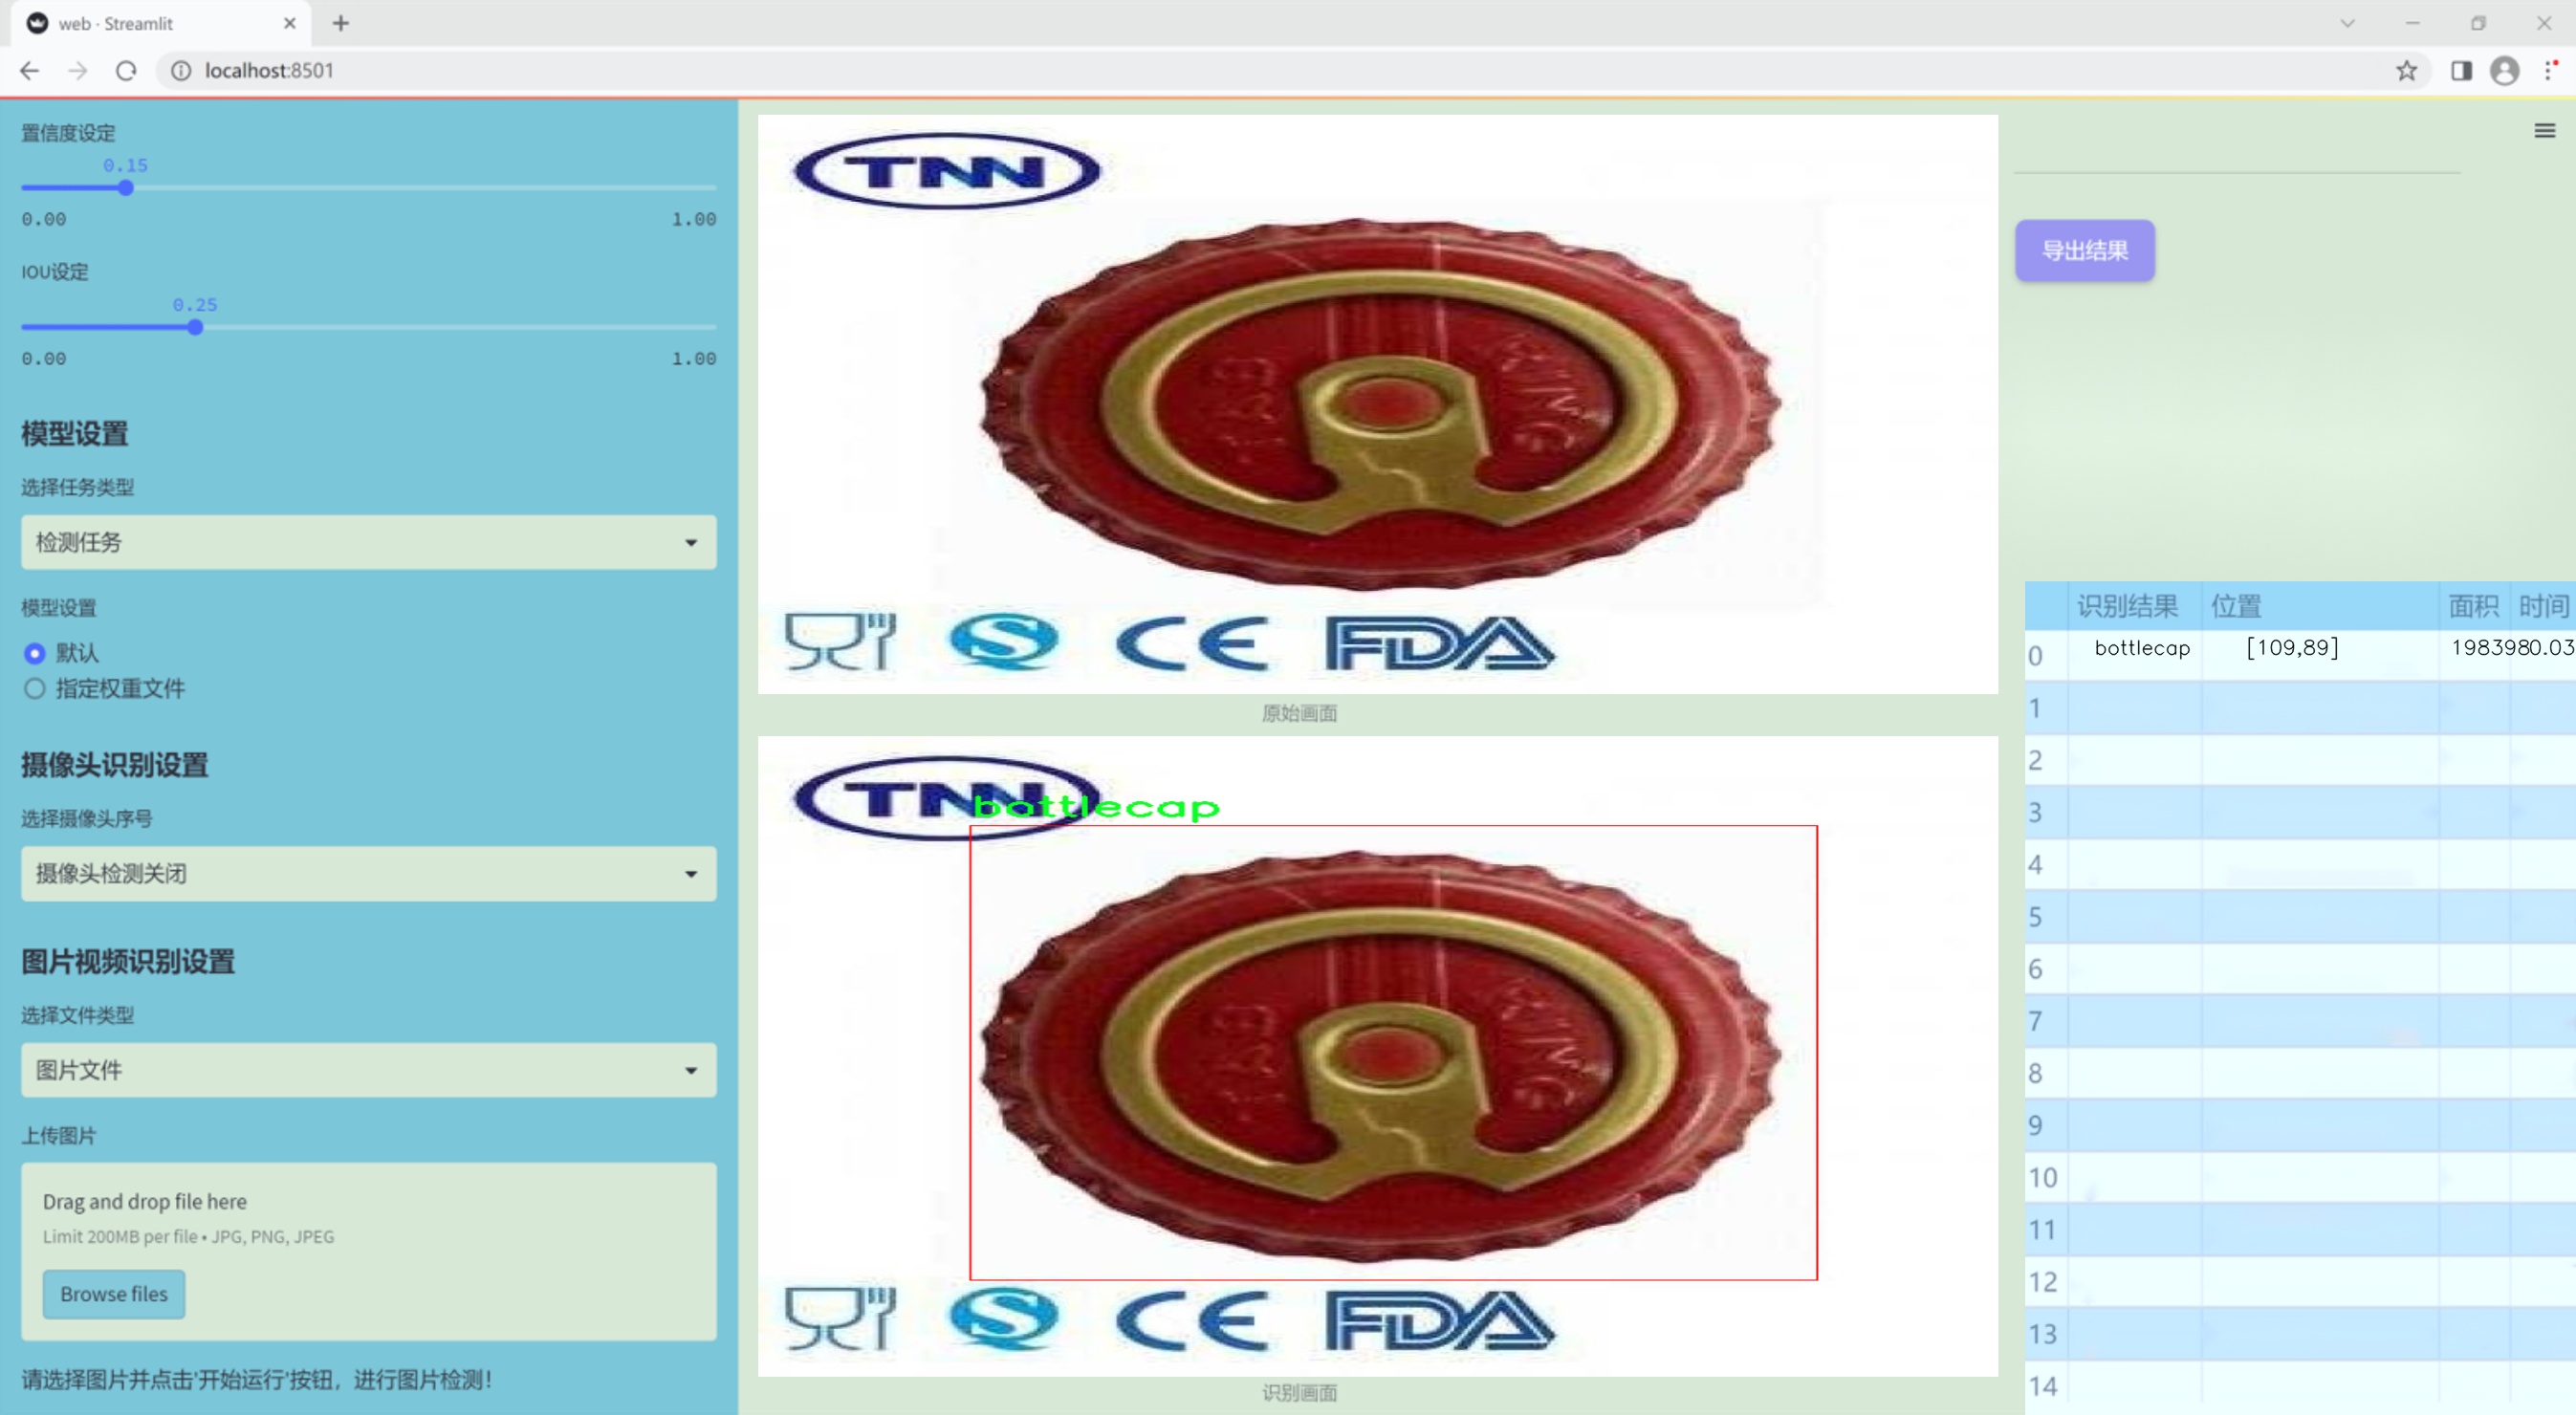 web · Streamlit
localhost:8501
置信度设定
0.15
0.00 1.00
IOU设定
0.25
0.00 1.00
模型设置
选择任务类型
检测任务
模型设置
默认
指定权重文件
摄像头识别设置
选择摄像头序号
摄像头检测关闭
图片视频识别设置
选择文件类型
图片文件
上传图片
Drag and drop file here
Limit 200MB per file • JPG, PNG, JPEG
Browse files
请选择图片并点击'开始运行'按钮，进行图片检测!
TNN
S
CE FDA
原始画面
TNN
bottlecap
S
CE FDA
识别画面
导出结果
识别结果 位置 面积 时间
0 bottlecap [109,89] 1983980.03
1
2
3
4
5
6
7
8
9
10
11
12
13
14